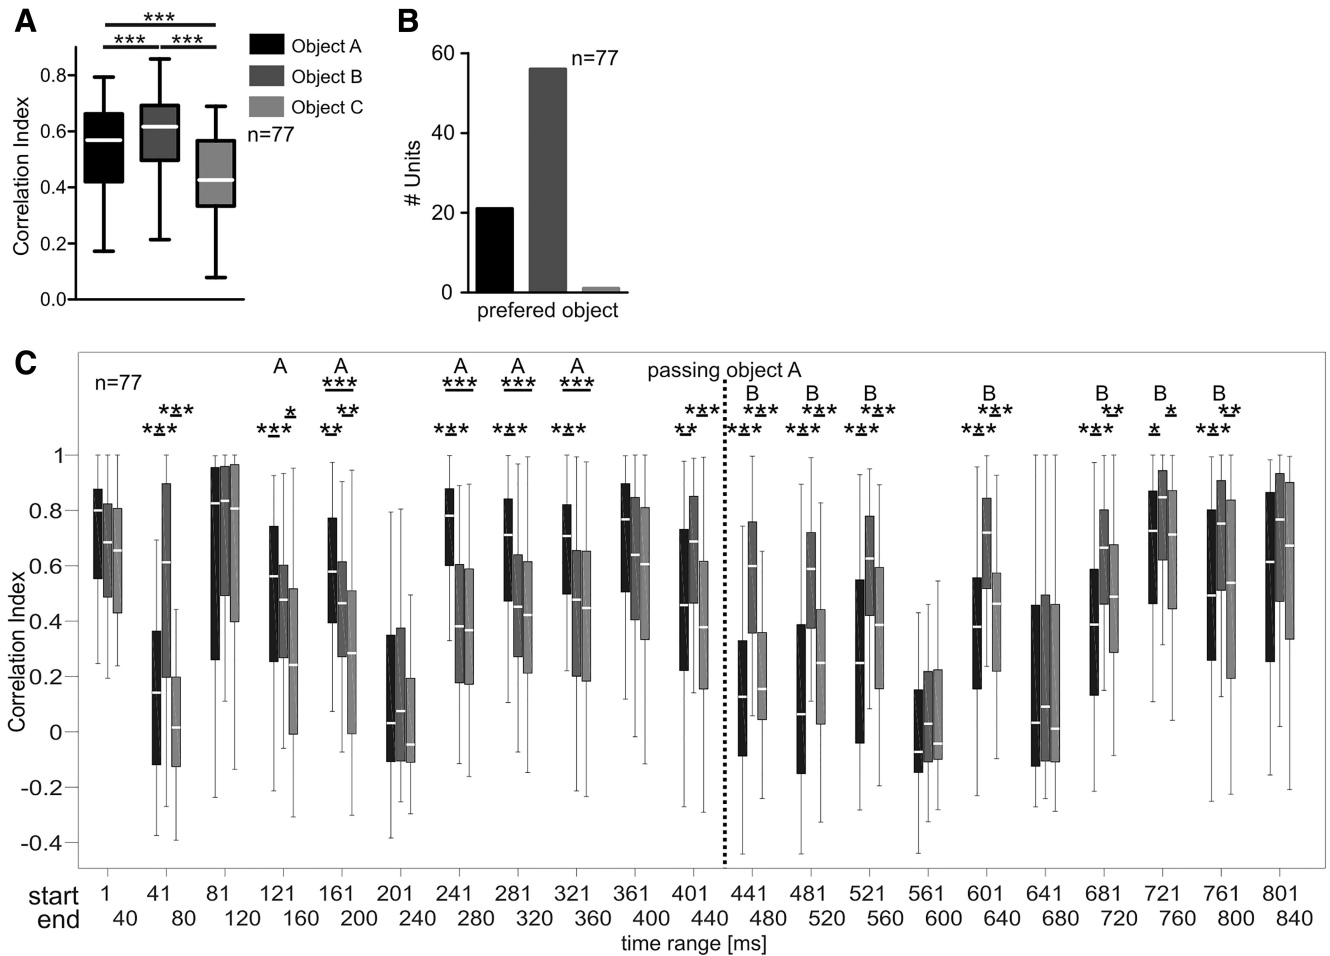 A
***
*** ***
Object A
Object B
Object C
n=77
Correlation Index
0.8
0.6
0.4
0.2
0.0
B
n=77
# Units
60
40
20
0
prefered object
C
n=77
A A A A A
passing object A
B B B B B B B B
*** *** *** *** *** * ** *** *** *** *** *** ** * **
*** *** ** *** *** *** ** *** *** *** *** *** * ***
Correlation Index
1
0.8
0.6
0.4
0.2
0
-0.2
-0.4
start 1 41 81 121 161 201 241 281 321 361 401 441 481 521 561 601 641 681 721 761 801
end 40 80 120 160 200 240 280 320 360 400 440 480 520 560 600 640 680 720 760 800 840
time range [ms]